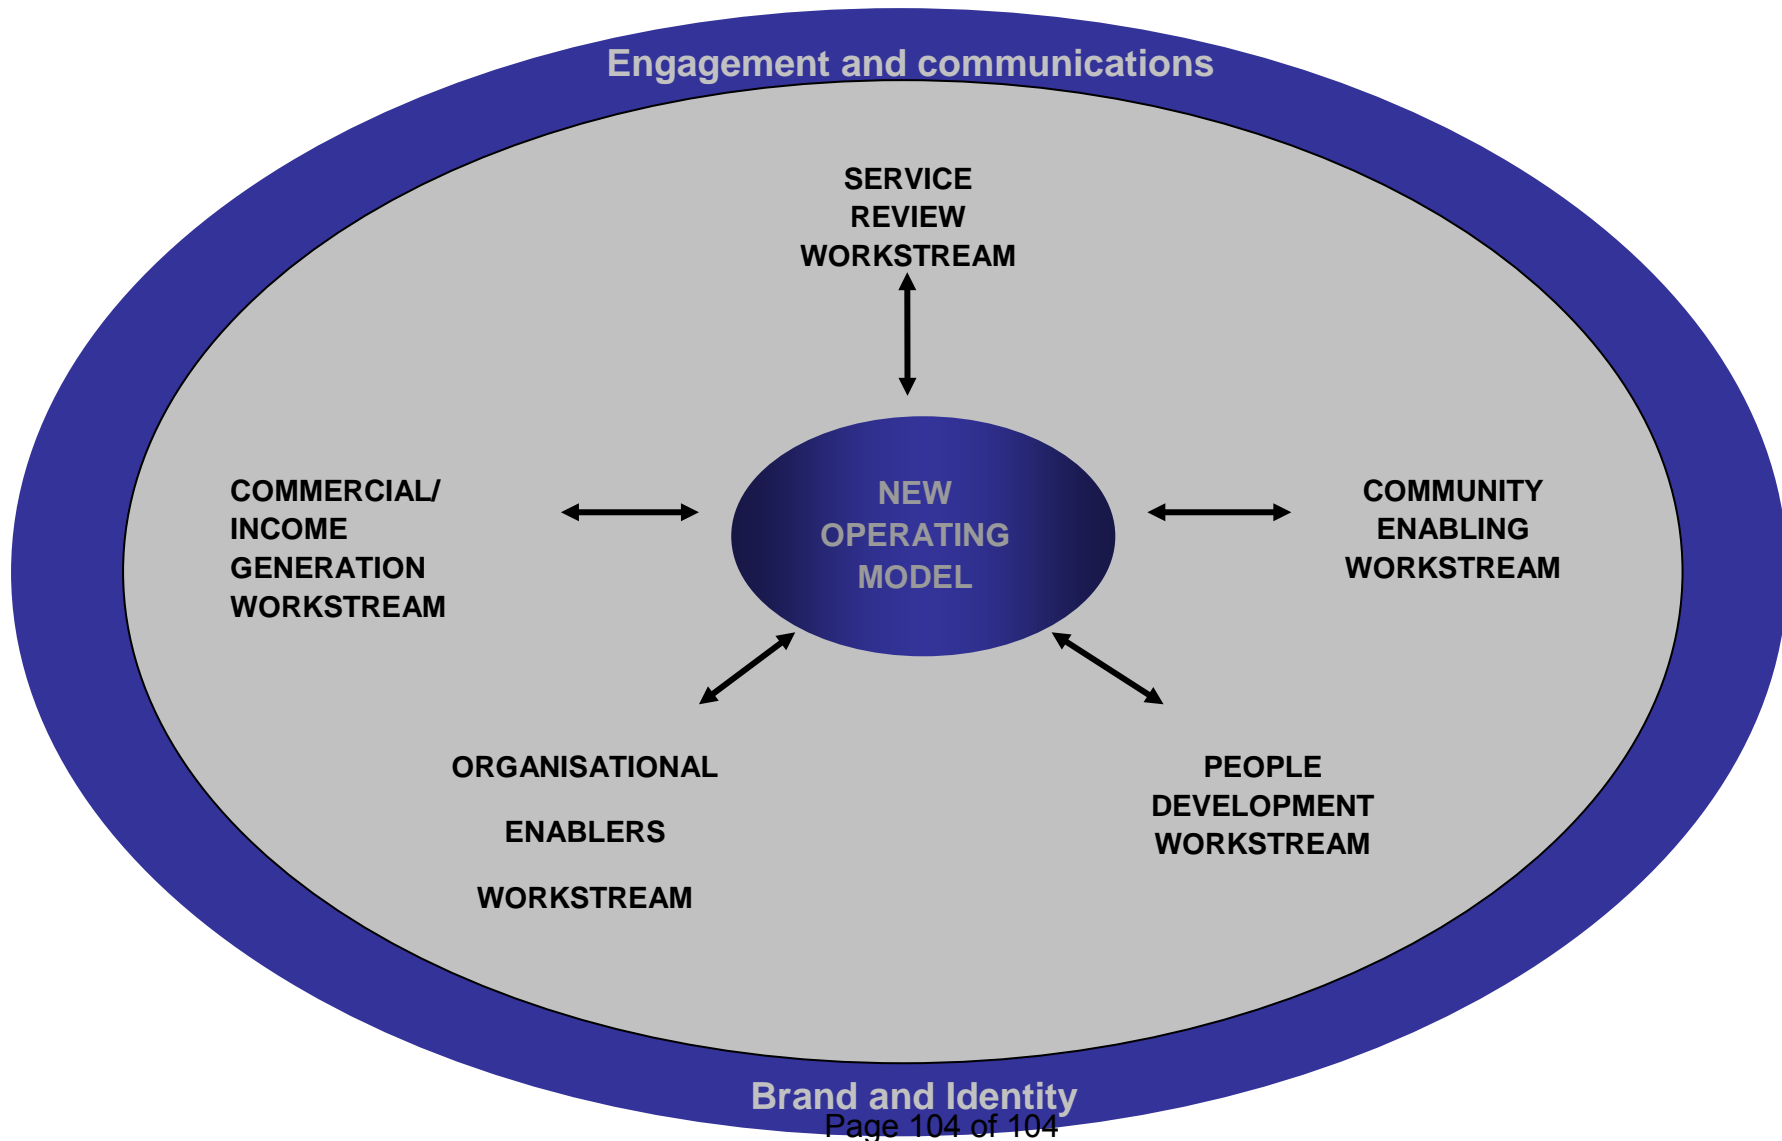 Engagement and communications
SERVICE
REVIEW
WORKSTREAM
COMMERCIAL/
INCOME
GENERATION
WORKSTREAM
NEW
OPERATING
MODEL
COMMUNITY
ENABLING
WORKSTREAM
ORGANISATIONAL
ENABLERS
WORKSTREAM
PEOPLE
DEVELOPMENT
WORKSTREAM
Brand and Identity
Page 104 of 104